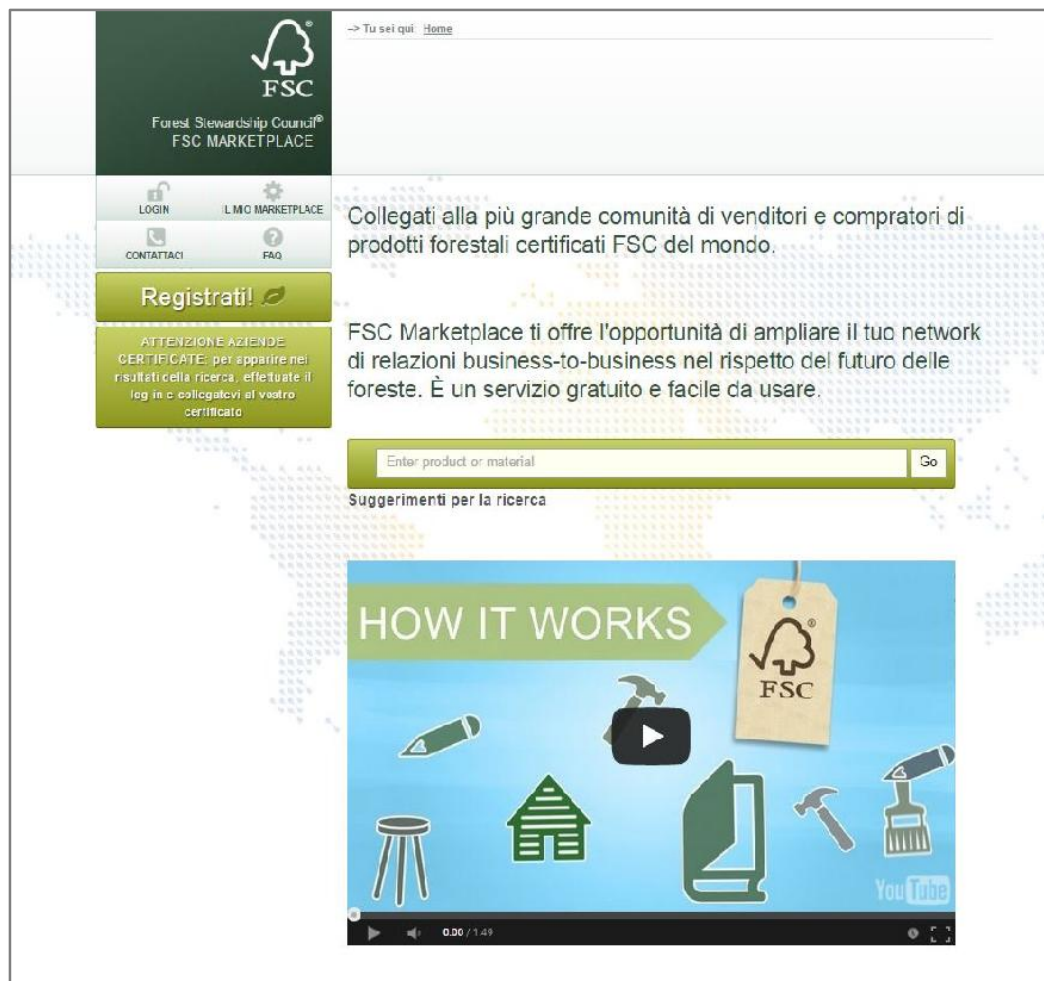 --> Tu sei qui: Home
FSC
Forest Stewardship Council®
FSC MARKETPLACE
LOGIN
IL MIO MARKETPLACE
CONTATTACI
FAQ
Registrati!
ATTENZIONE AZIENDE
CERTIFICATE: per apparire nei
risultati della ricerca, effettuate il
log in e collegatevi al vostro
certificato
Collegati alla più grande comunità di venditori e compratori di
prodotti forestali certificati FSC del mondo.
FSC Marketplace ti offre l'opportunità di ampliare il tuo network
di relazioni business-to-business nel rispetto del futuro delle
foreste. È un servizio gratuito e facile da usare.
Enter product or material
Go
Suggerimenti per la ricerca
HOW IT WORKS
FSC®
YouTube
0:00 / 1:49